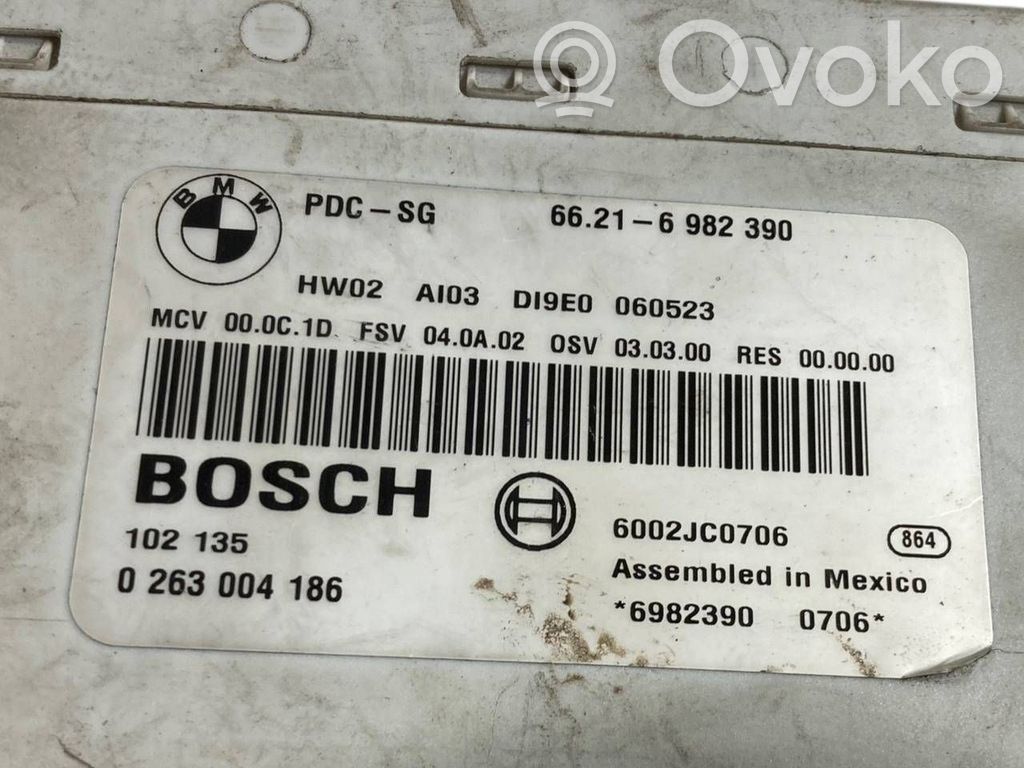 Ovoko
BMW
PDC-SG 66.21-6 982 390
HW02 AI03 DI9E0 060523
MCV 00.0C.1D FSV 04.0A.02 OSV 03.03.00 RES 00.00.00
BOSCH
102 135
0 263 004 186
6002JC0706 864
Assembled in Mexico
*6982390 0706*